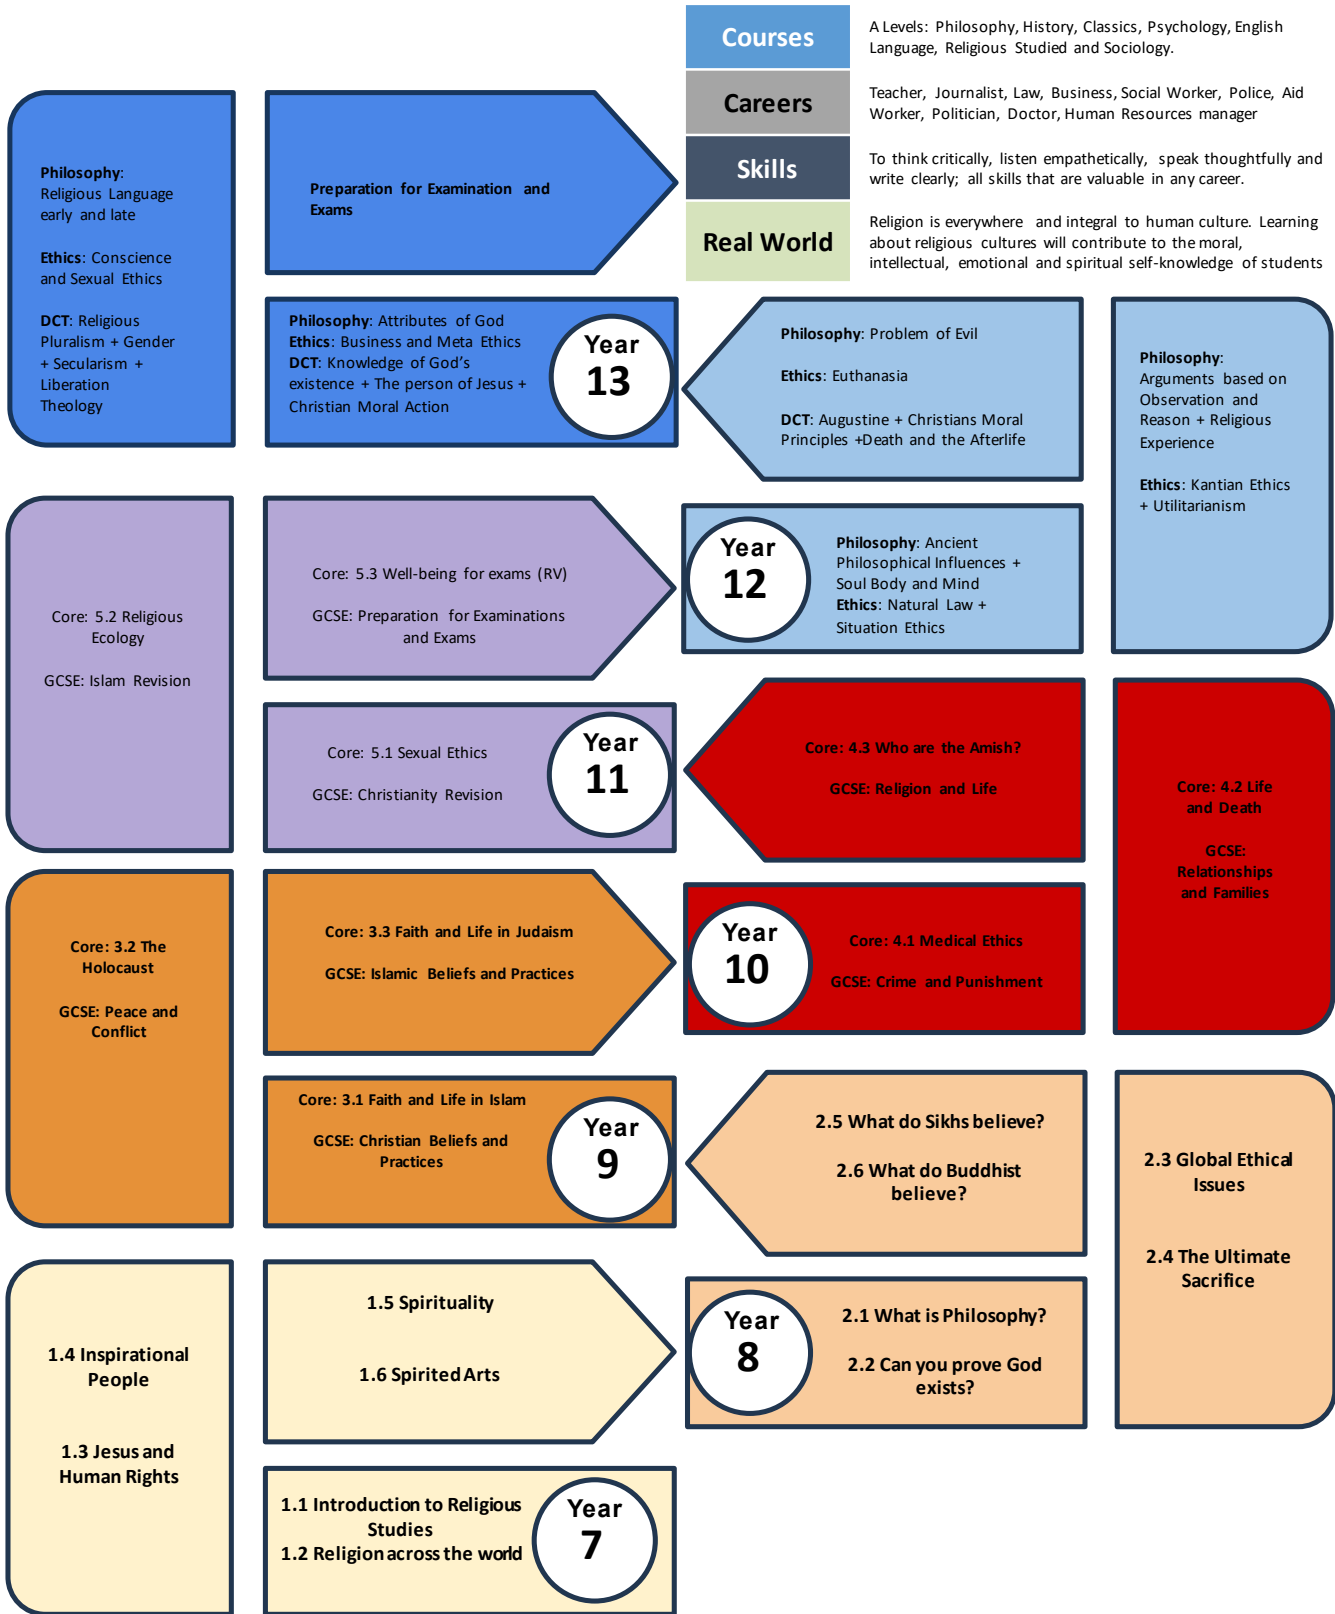 Courses
A Levels: Philosophy, History, Classics, Psychology, English
Language, Religious Studied and Sociology.
Careers
Teacher, Journalist, Law, Business, Social Worker, Police, Aid
Worker, Politician, Doctor, Human Resources manager
Skills
To think critically, listen empathetically, speak thoughtfully and
write clearly; all skills that are valuable in any career.
Real World
Religion is everywhere and integral to human culture. Learning
about religious cultures will contribute to the moral,
intellectual, emotional and spiritual self-knowledge of students
Philosophy:
Religious Language
early and late
Ethics: Conscience
and Sexual Ethics
DCT: Religious
Pluralism + Gender
+ Secularism +
Liberation
Theology
Preparation for Examination and
Exams
Philosophy: Attributes of God
Ethics: Business and Meta Ethics
DCT: Knowledge of God's
existence + The person of Jesus +
Christian Moral Action
Year
13
Philosophy: Problem of Evil
Ethics: Euthanasia
DCT: Augustine + Christians Moral
Principles +Death and the Afterlife
Philosophy:
Arguments based on
Observation and
Reason + Religious
Experience
Ethics: Kantian Ethics
+ Utilitarianism
Core: 5.2 Religious
Ecology
GCSE: Islam Revision
Core: 5.3 Well-being for exams (RV)
GCSE: Preparation for Examinations
and Exams
Year
12
Philosophy: Ancient
Philosophical Influences +
Soul Body and Mind
Ethics: Natural Law +
Situation Ethics
Core: 5.1 Sexual Ethics
GCSE: Christianity Revision
Year
11
Core: 4.3 Who are the Amish?
GCSE: Religion and Life
Core: 4.2 Life
and Death
GCSE:
Relationships
and Families
Core: 3.2 The
Holocaust
GCSE: Peace and
Conflict
Core: 3.3 Faith and Life in Judaism
GCSE: Islamic Beliefs and Practices
Year
10
Core: 4.1 Medical Ethics
GCSE: Crime and Punishment
Core: 3.1 Faith and Life in Islam
GCSE: Christian Beliefs and
Practices
Year
9
2.5 What do Sikhs believe?
2.6 What do Buddhist
believe?
2.3 Global Ethical
Issues
2.4 The Ultimate
Sacrifice
1.4 Inspirational
People
1.3 Jesus and
Human Rights
1.5 Spirituality
1.6 Spirited Arts
Year
8
2.1 What is Philosophy?
2.2 Can you prove God
exists?
1.1 Introduction to Religious
Studies
1.2 Religion across the world
Year
7